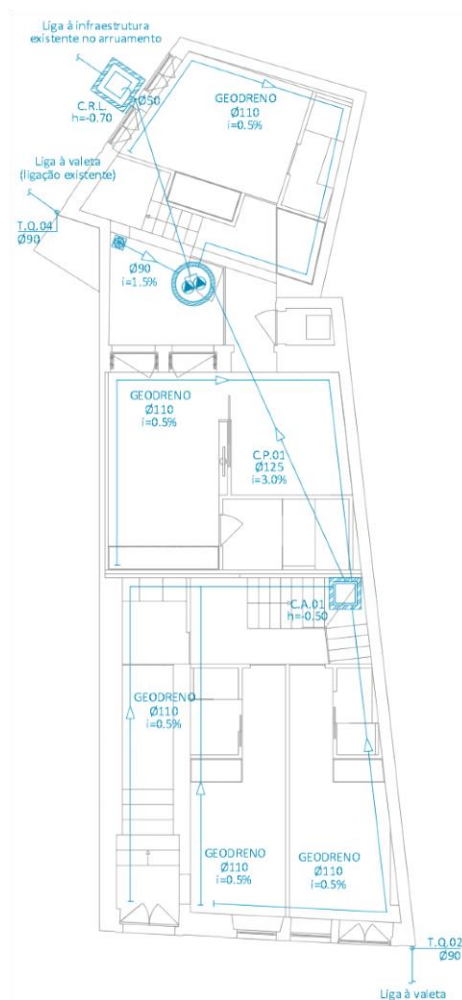 Liga à infraestrutura
existente no arruamento
Ø50
C.R.L.
h=-0.70
GEODRENO
Ø110
i=0.5%
Liga à valeta
(ligação existente)
T.Q.04
Ø90
Ø90
i=1.5%
GEODRENO
Ø110
i=0.5%
C.P.01
Ø125
i=3.0%
C.A.01
h=-0.50
GEODRENO
Ø110
i=0.5%
GEODRENO
Ø110
i=0.5%
GEODRENO
Ø110
i=0.5%
T.Q.02
Ø90
Liga à valeta